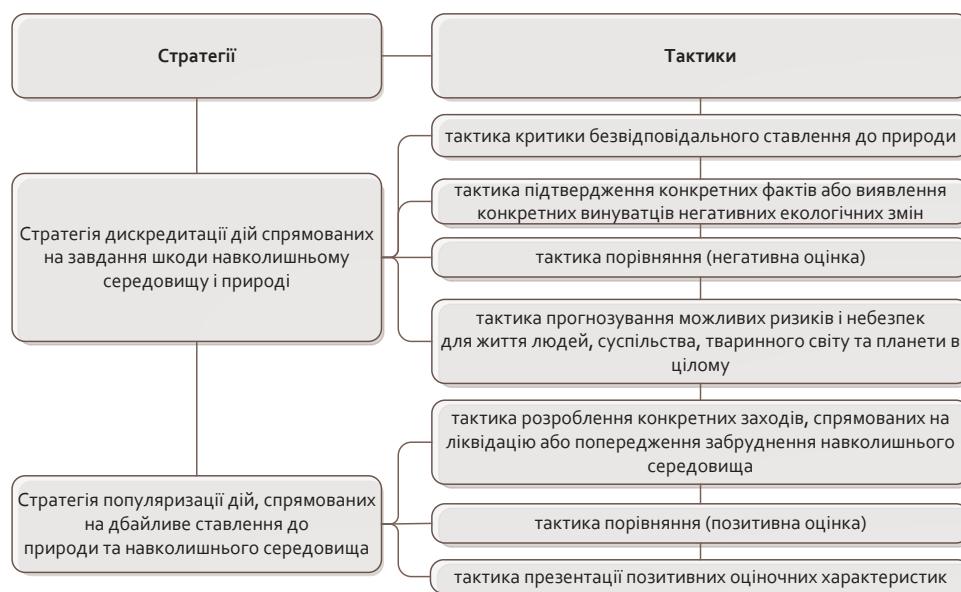 Стратегії
Тактики
тактика критики безвідповідального ставлення до природи
тактика підтвердження конкретних фактів або виявлення
конкретних винуватців негативних екологічних змін
Стратегія дискредитації дій спрямованих
на завдання шкоди навколишньому
середовищу і природі
тактика порівняння (негативна оцінка)
тактика прогнозування можливих ризиків і небезпек
для життя людей, суспільства, тваринного світу та планети в
цілому
тактика розроблення конкретних заходів, спрямованих на
ліквідацію або попередження забруднення навколишнього
середовища
Стратегія популяризації дій, спрямованих
на дбайливе ставлення до
природи та навколишнього середовища
тактика порівняння (позитивна оцінка)
тактика презентації позитивних оціночних характеристик